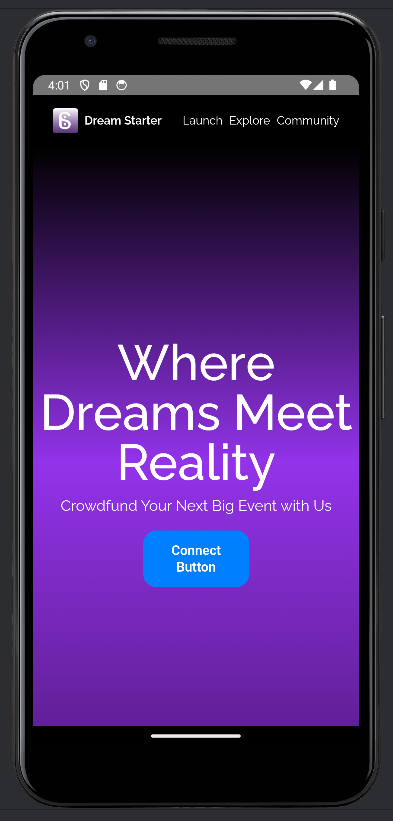 4:01
6 Dream Starter Launch Explore Community
Where
Dreams Meet
Reality
Crowdfund Your Next Big Event with Us
Connect
Button